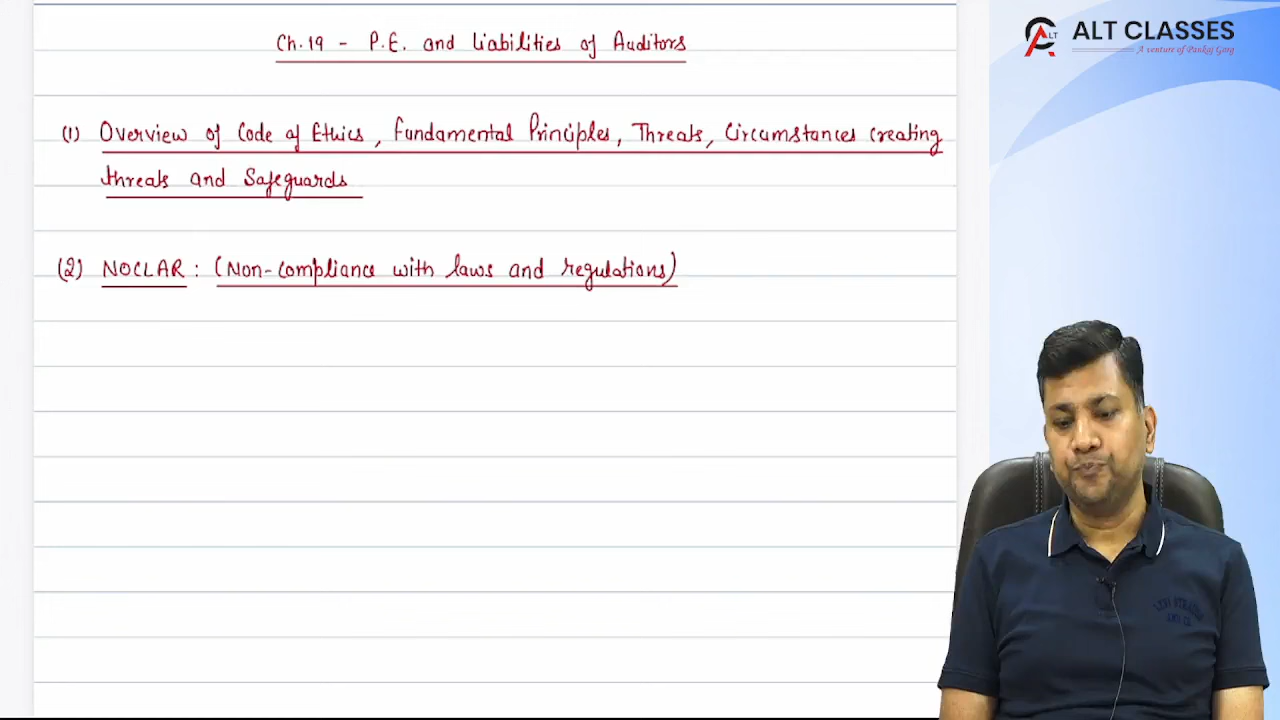 Ch.19 - P.E. and Liabilities of Auditors
ALT CLASSES
A venture of Pankaj Garg
(1) Overview of Code of Ethics, Fundamental Principles, Threats, Circumstances creating
threats and Safeguards
(2) NOCLAR : (Non-compliance with laws and regulations)